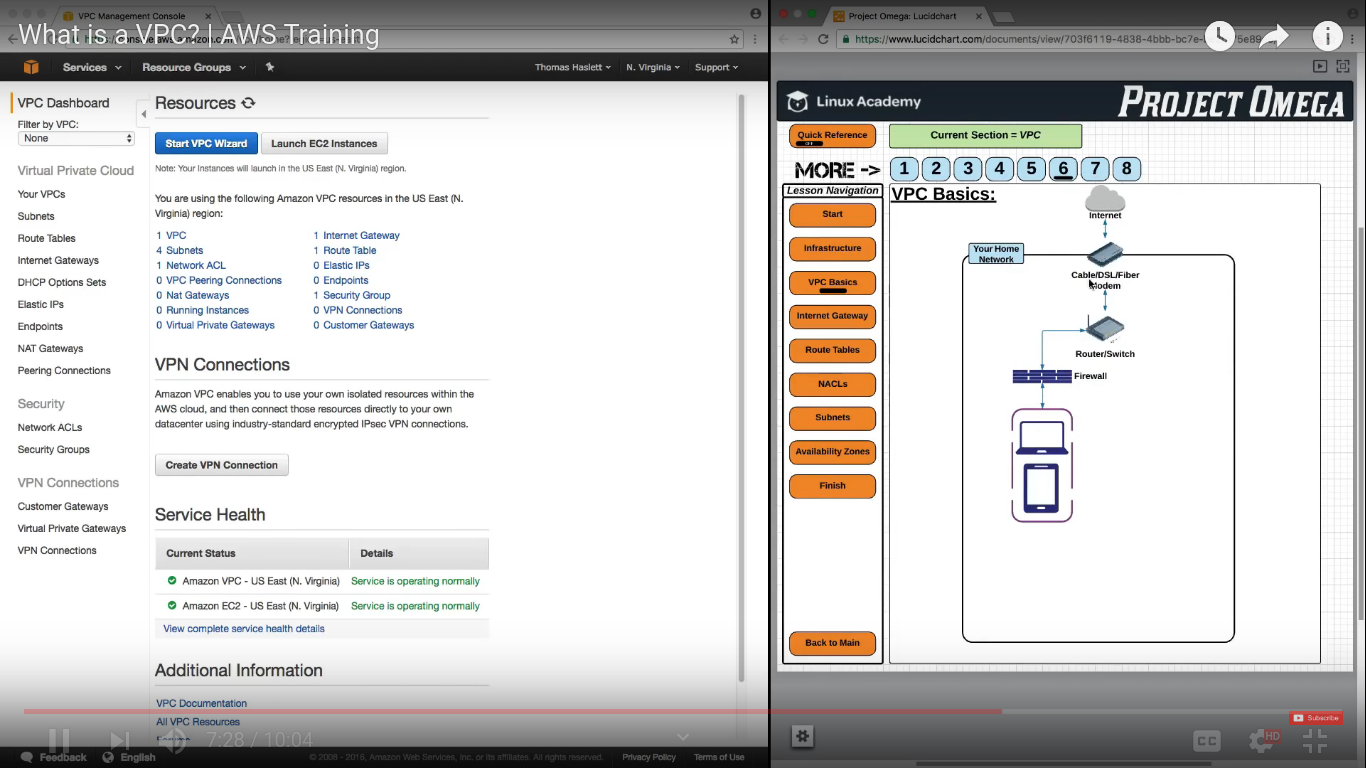 VPC Management Console
What is a VPC? | AWS Training
Services
Resource Groups
Thomas Haslett
N. Virginia
Support
VPC Dashboard
Filter by VPC:
None
Virtual Private Cloud
Your VPCs
Subnets
Route Tables
Internet Gateways
DHCP Options Sets
Elastic IPs
Endpoints
NAT Gateways
Peering Connections
Security
Network ACLs
Security Groups
VPN Connections
Customer Gateways
Virtual Private Gateways
VPN Connections
Resources
Start VPC Wizard
Launch EC2 Instances
Note: Your Instances will launch in the US East (N. Virginia) region.
You are using the following Amazon VPC resources in the US East (N.
Virginia) region:
1 VPC
1 Internet Gateway
4 Subnets
1 Route Table
1 Network ACL
0 Elastic IPs
0 VPC Peering Connections
0 Endpoints
0 Nat Gateways
1 Security Group
0 Running Instances
0 VPN Connections
0 Virtual Private Gateways
0 Customer Gateways
VPN Connections
Amazon VPC enables you to use your own isolated resources within the
AWS cloud, and then connect those resources directly to your own
datacenter using industry-standard encrypted IPsec VPN connections.
Create VPN Connection
Service Health
Current Status
Details
Amazon VPC - US East (N. Virginia)
Service is operating normally
Amazon EC2 - US East (N. Virginia)
Service is operating normally
View complete service health details
Additional Information
VPC Documentation
All VPC Resources
7:28 / 10:04
Feedback
English
© 2008 - 2016, Amazon Web Services, Inc. or its affiliates. All rights reserved.
Privacy Policy
Terms of Use
Project Omega: Lucidchart
https://www.lucidchart.com/documents/view/703f6119-4838-4bbb-bc7e-
Linux Academy
PROJECT OMEGA
Quick Reference
OFF
Current Section = VPC
MORE ->
1 2 3 4 5 6 7 8
Lesson Navigation
Start
Infrastructure
VPC Basics
Internet Gateway
Route Tables
NACLs
Subnets
Availability Zones
Finish
Back to Main
VPC Basics:
Internet
Your Home
Network
Cable/DSL/Fiber
Modem
Router/Switch
Firewall
Subscribe
CC
HD